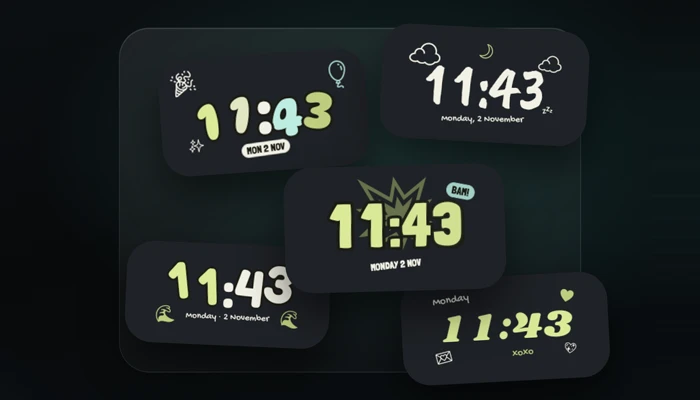 11:43
MON 2 NOV
11:43
Monday, 2 November
zzz
BAM!
11:43
MONDAY 2 NOV
11:43
Monday · 2 November
Monday
11:43
xoxo